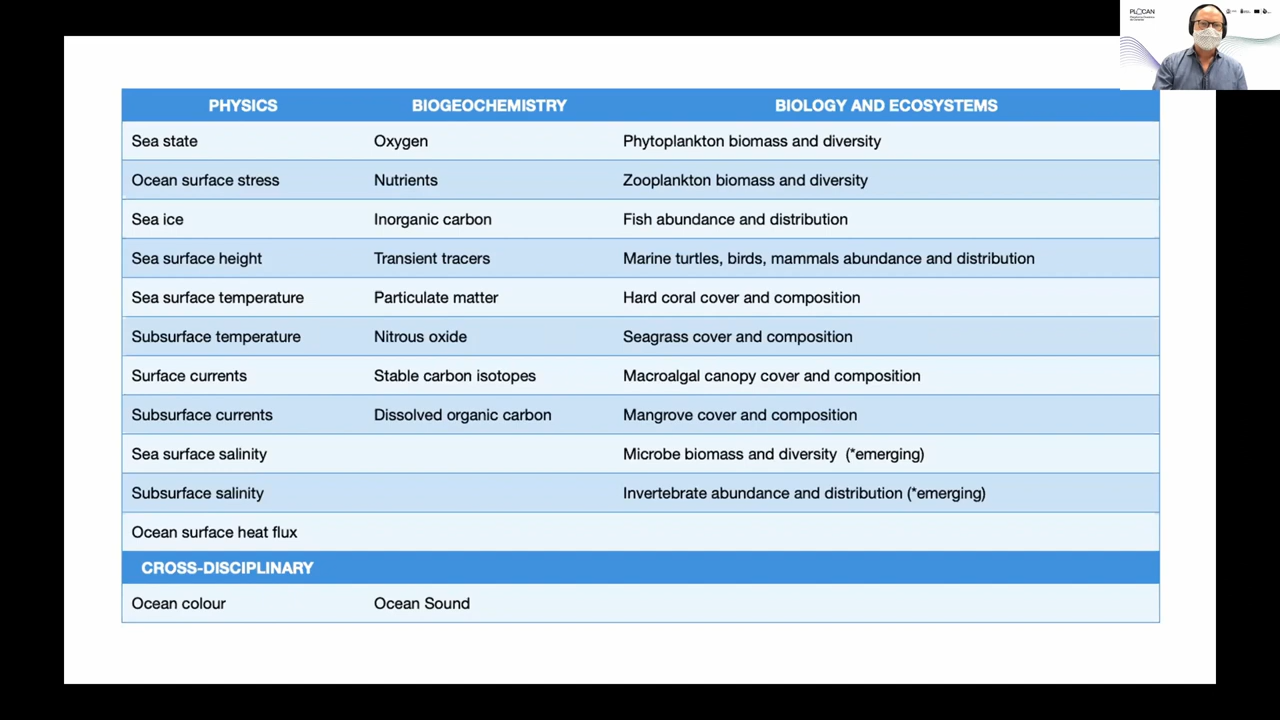 PLOCAN
PHYSICS BIOGEOCHEMISTRY BIOLOGY AND ECOSYSTEMS
Sea state Oxygen Phytoplankton biomass and diversity
Ocean surface stress Nutrients Zooplankton biomass and diversity
Sea ice Inorganic carbon Fish abundance and distribution
Sea surface height Transient tracers Marine turtles, birds, mammals abundance and distribution
Sea surface temperature Particulate matter Hard coral cover and composition
Subsurface temperature Nitrous oxide Seagrass cover and composition
Surface currents Stable carbon isotopes Macroalgal canopy cover and composition
Subsurface currents Dissolved organic carbon Mangrove cover and composition
Sea surface salinity Microbe biomass and diversity (*emerging)
Subsurface salinity Invertebrate abundance and distribution (*emerging)
Ocean surface heat flux
CROSS-DISCIPLINARY
Ocean colour Ocean Sound